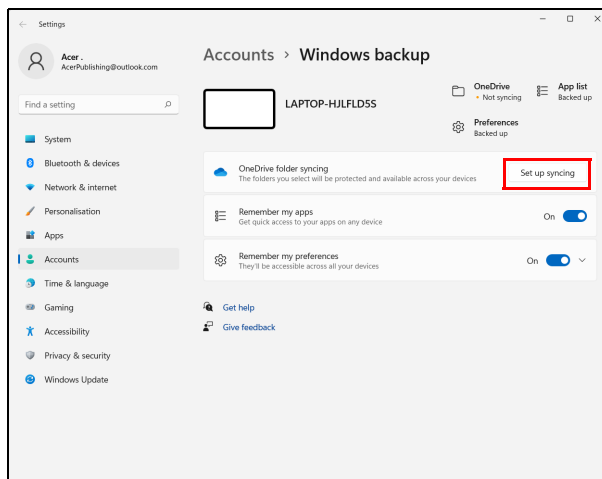 Settings
Acer .
AcerPublishing@outlook.com
Find a setting
System
Bluetooth & devices
Network & internet
Personalisation
Apps
Accounts
Time & language
Gaming
Accessibility
Privacy & security
Windows Update
Accounts > Windows backup
LAPTOP-HJLFLD5S
OneDrive
• Not syncing
App list
Backed up
Preferences
Backed up
OneDrive folder syncing
The folders you select will be protected and available across your devices
Set up syncing
Remember my apps
Get quick access to your apps on any device
On
Remember my preferences
They'll be accessible across all your devices
On
Get help
Give feedback